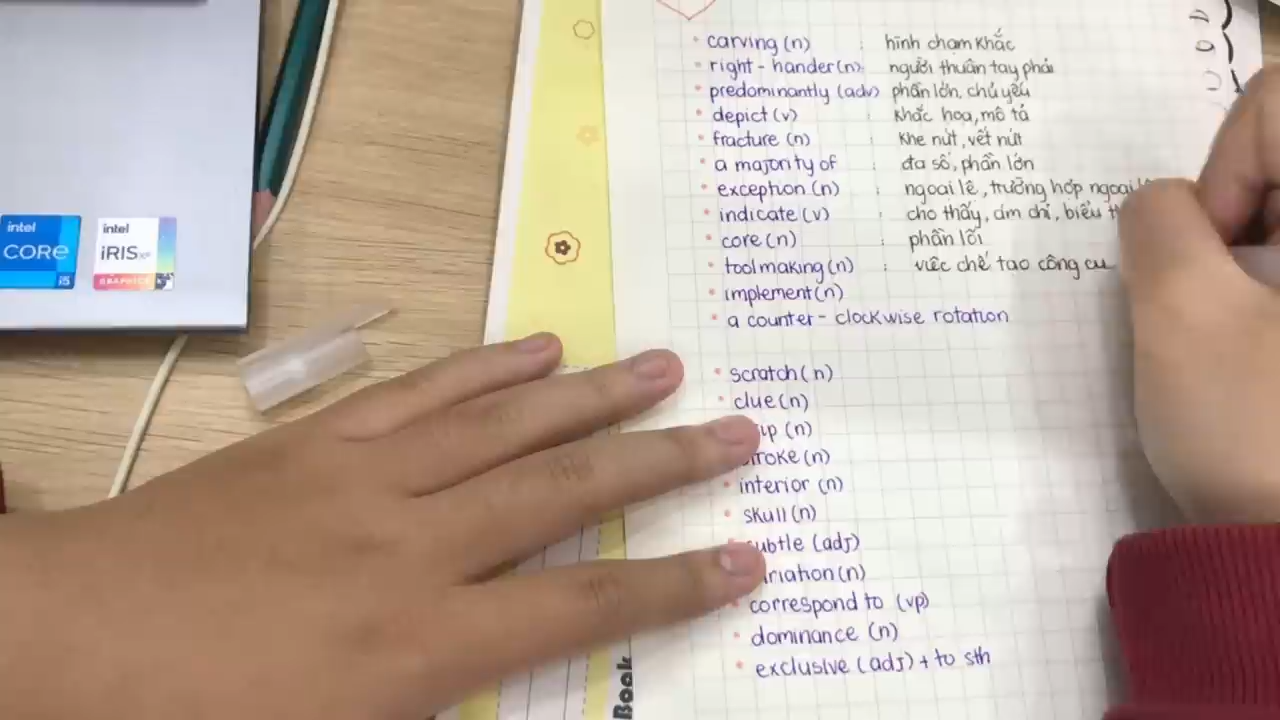 intel
CORE
i5
intel
iRIS xe
GRAPHICS
carving (n) : hình chạm khắc
right - hander (n) người thuận tay phải
predominantly (adv) phần lớn, chủ yếu
depict (v) : khắc hoạ, mô tả
fracture (n) : khe nứt, vết nứt
a majority of : đa số, phần lớn
exception (n) : ngoại lệ, trường hợp ngoại
indicate (v) : cho thấy, ám chỉ, biểu
core (n) : phần lõi
toolmaking (n) : việc chế tạo công cụ
implement (n)
a counter - clockwise rotation
scratch (n)
clue (n)
(n)
(n)
interior (n)
skull (n)
(adj)
(n)
correspond to (vp)
dominance (n)
exclusive (adj) + to sth
Book